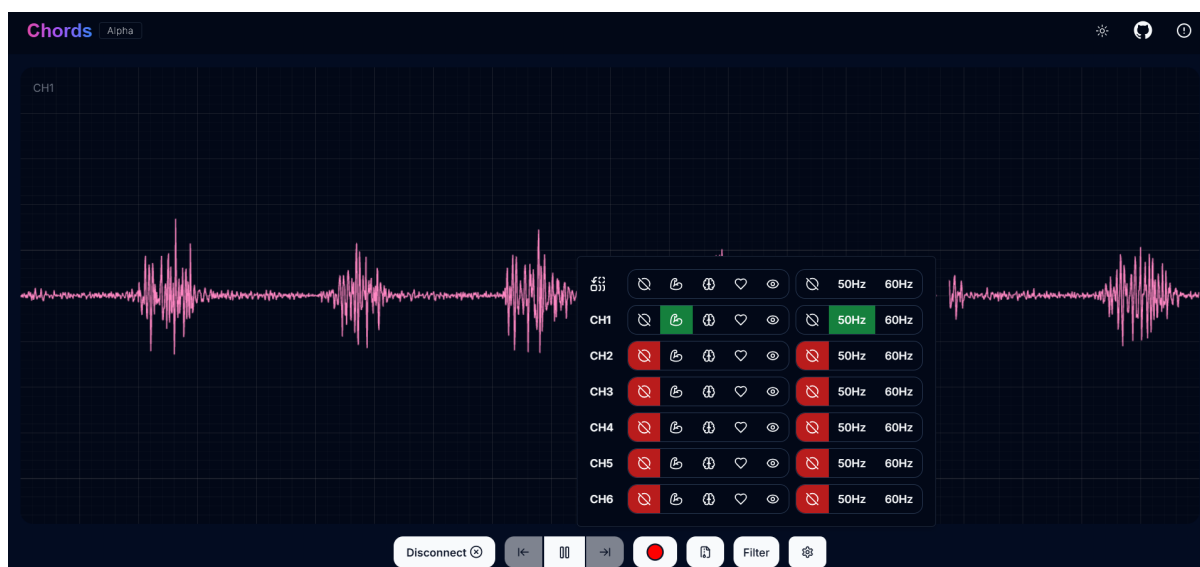 Chords Alpha
CH1
50Hz 60Hz
CH1 50Hz 60Hz
CH2 50Hz 60Hz
CH3 50Hz 60Hz
CH4 50Hz 60Hz
CH5 50Hz 60Hz
CH6 50Hz 60Hz
Disconnect Filter